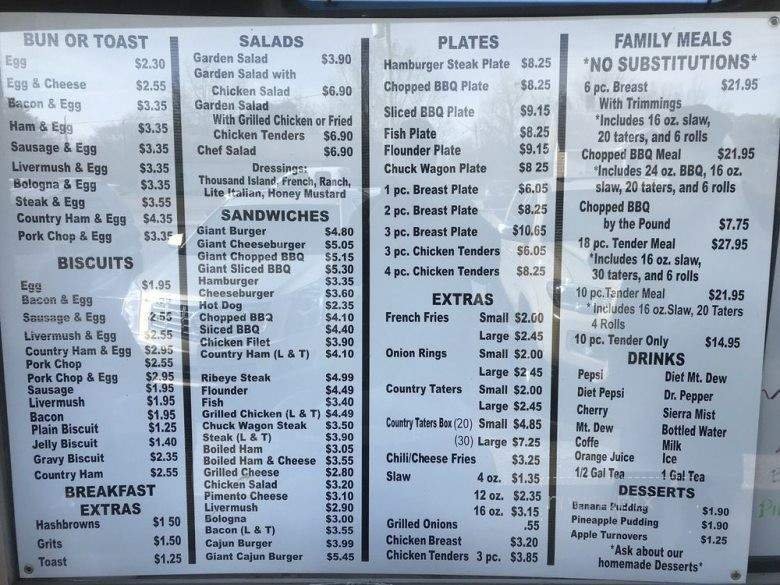 BUN OR TOAST
Egg $2.30
Egg & Cheese $2.55
Bacon & Egg $3.35
Ham & Egg $3.35
Sausage & Egg $3.35
Livermush & Egg $3.35
Bologna & Egg $3.35
Steak & Egg $3.55
Country Ham & Egg $4.35
Pork Chop & Egg $3.35
BISCUITS
Egg $1.95
Bacon & Egg
Sausage & Egg 2.55
Livermush & Egg $2.55
Country Ham & Egg $2.95
Pork Chop $2.55
Pork Chop & Egg $2.95
Sausage $1.95
Livermush $1.95
Bacon $1.95
Plain Biscuit $1.25
Jelly Biscuit $1.40
Gravy Biscuit $2.35
Country Ham $2.55
BREAKFAST
EXTRAS
Hashbrowns $1 50
Grits $1.50
Toast $1.25
SALADS
Garden Salad $3.90
Garden Salad with
Chicken Salad $6.90
Garden Salad
With Grilled Chicken or Fried
Chicken Tenders $6.90
Chef Salad $6.90
Dressings:
Thousand Island, French, Ranch,
Lite Italian, Honey Mustard
SANDWICHES
Giant Burger $4.80
Giant Cheeseburger $5.05
Giant Chopped BBQ $5.15
Giant Sliced BBQ $5.30
Hamburger $3.35
Cheeseburger $3.60
Hot Dog $2.35
Chopped BBQ $4.10
Sliced BBQ $4.40
Chicken Filet $3.90
Country Ham (L & T) $4.10
Ribeye Steak $4.99
Flounder $4.49
Fish $3.40
Grilled Chicken (L & T) $4.49
Chuck Wagon Steak $3.50
Steak (L & T) $3.90
Boiled Ham $3.05
Boiled Ham & Cheese $3.55
Grilled Cheese $2.80
Chicken Salad $3.20
Pimento Cheese $3.10
Livermush $2.90
Bologna $3.00
Bacon (L & T) $3.55
Cajun Burger $3.99
Giant Cajun Burger $5.45
PLATES
Hamburger Steak Plate $8.25
Chopped BBQ Plate $8.25
Sliced BBQ Plate $9.15
Fish Plate $8.25
Flounder Plate $9.15
Chuck Wagon Plate $8 25
1 pc. Breast Plate $6.05
2 pc. Breast Plate $8.25
3 pc. Breast Plate $10.65
3 pc. Chicken Tenders $6.05
4 pc. Chicken Tenders $8.25
EXTRAS
French Fries Small $2.00
Large $2.45
Onion Rings Small $2.00
Large $2 45
Country Taters Small $2.00
Large $2.45
Country Taters Box (20) Small $4.85
(30) Large $7.25
Chili/Cheese Fries $3.25
Slaw 4 oz. $1.35
12 oz. $2.35
16 oz. $3.15
Grilled Onions .55
Chicken Breast $3.20
Chicken Tenders 3 pc. $3.85
FAMILY MEALS
*NO SUBSTITUTIONS*
6 pc. Breast $21.95
With Trimmings
*Includes 16 oz. slaw,
20 taters, and 6 rolls
Chopped BBQ Meal $21.95
*Includes 24 oz. BBQ, 16 oz.
slaw, 20 taters, and 6 rolls
Chopped BBQ
by the Pound $7.75
18 pc. Tender Meal $27.95
*Includes 16 oz. slaw,
30 taters, and 6 rolls
10 pc.Tander Meal $21.95
* Includes 16 oz.Slaw, 20 Taters
4 Rolls
10 pc. Tender Only $14.95
DRINKS
Pepsi Diet Mt. Dew
Diet Pepsi Dr. Pepper
Cherry Sierra Mist
Mt. Dew Bottled Water
Coffe Milk
Orange Juice Ice
1/2 Gal Tea 1 Gal Tea
DESSERTS
Banana Pudding $1.90
Pineapple Pudding $1.90
Apple Turnovers $1.25
*Ask about our
homemade Desserts*